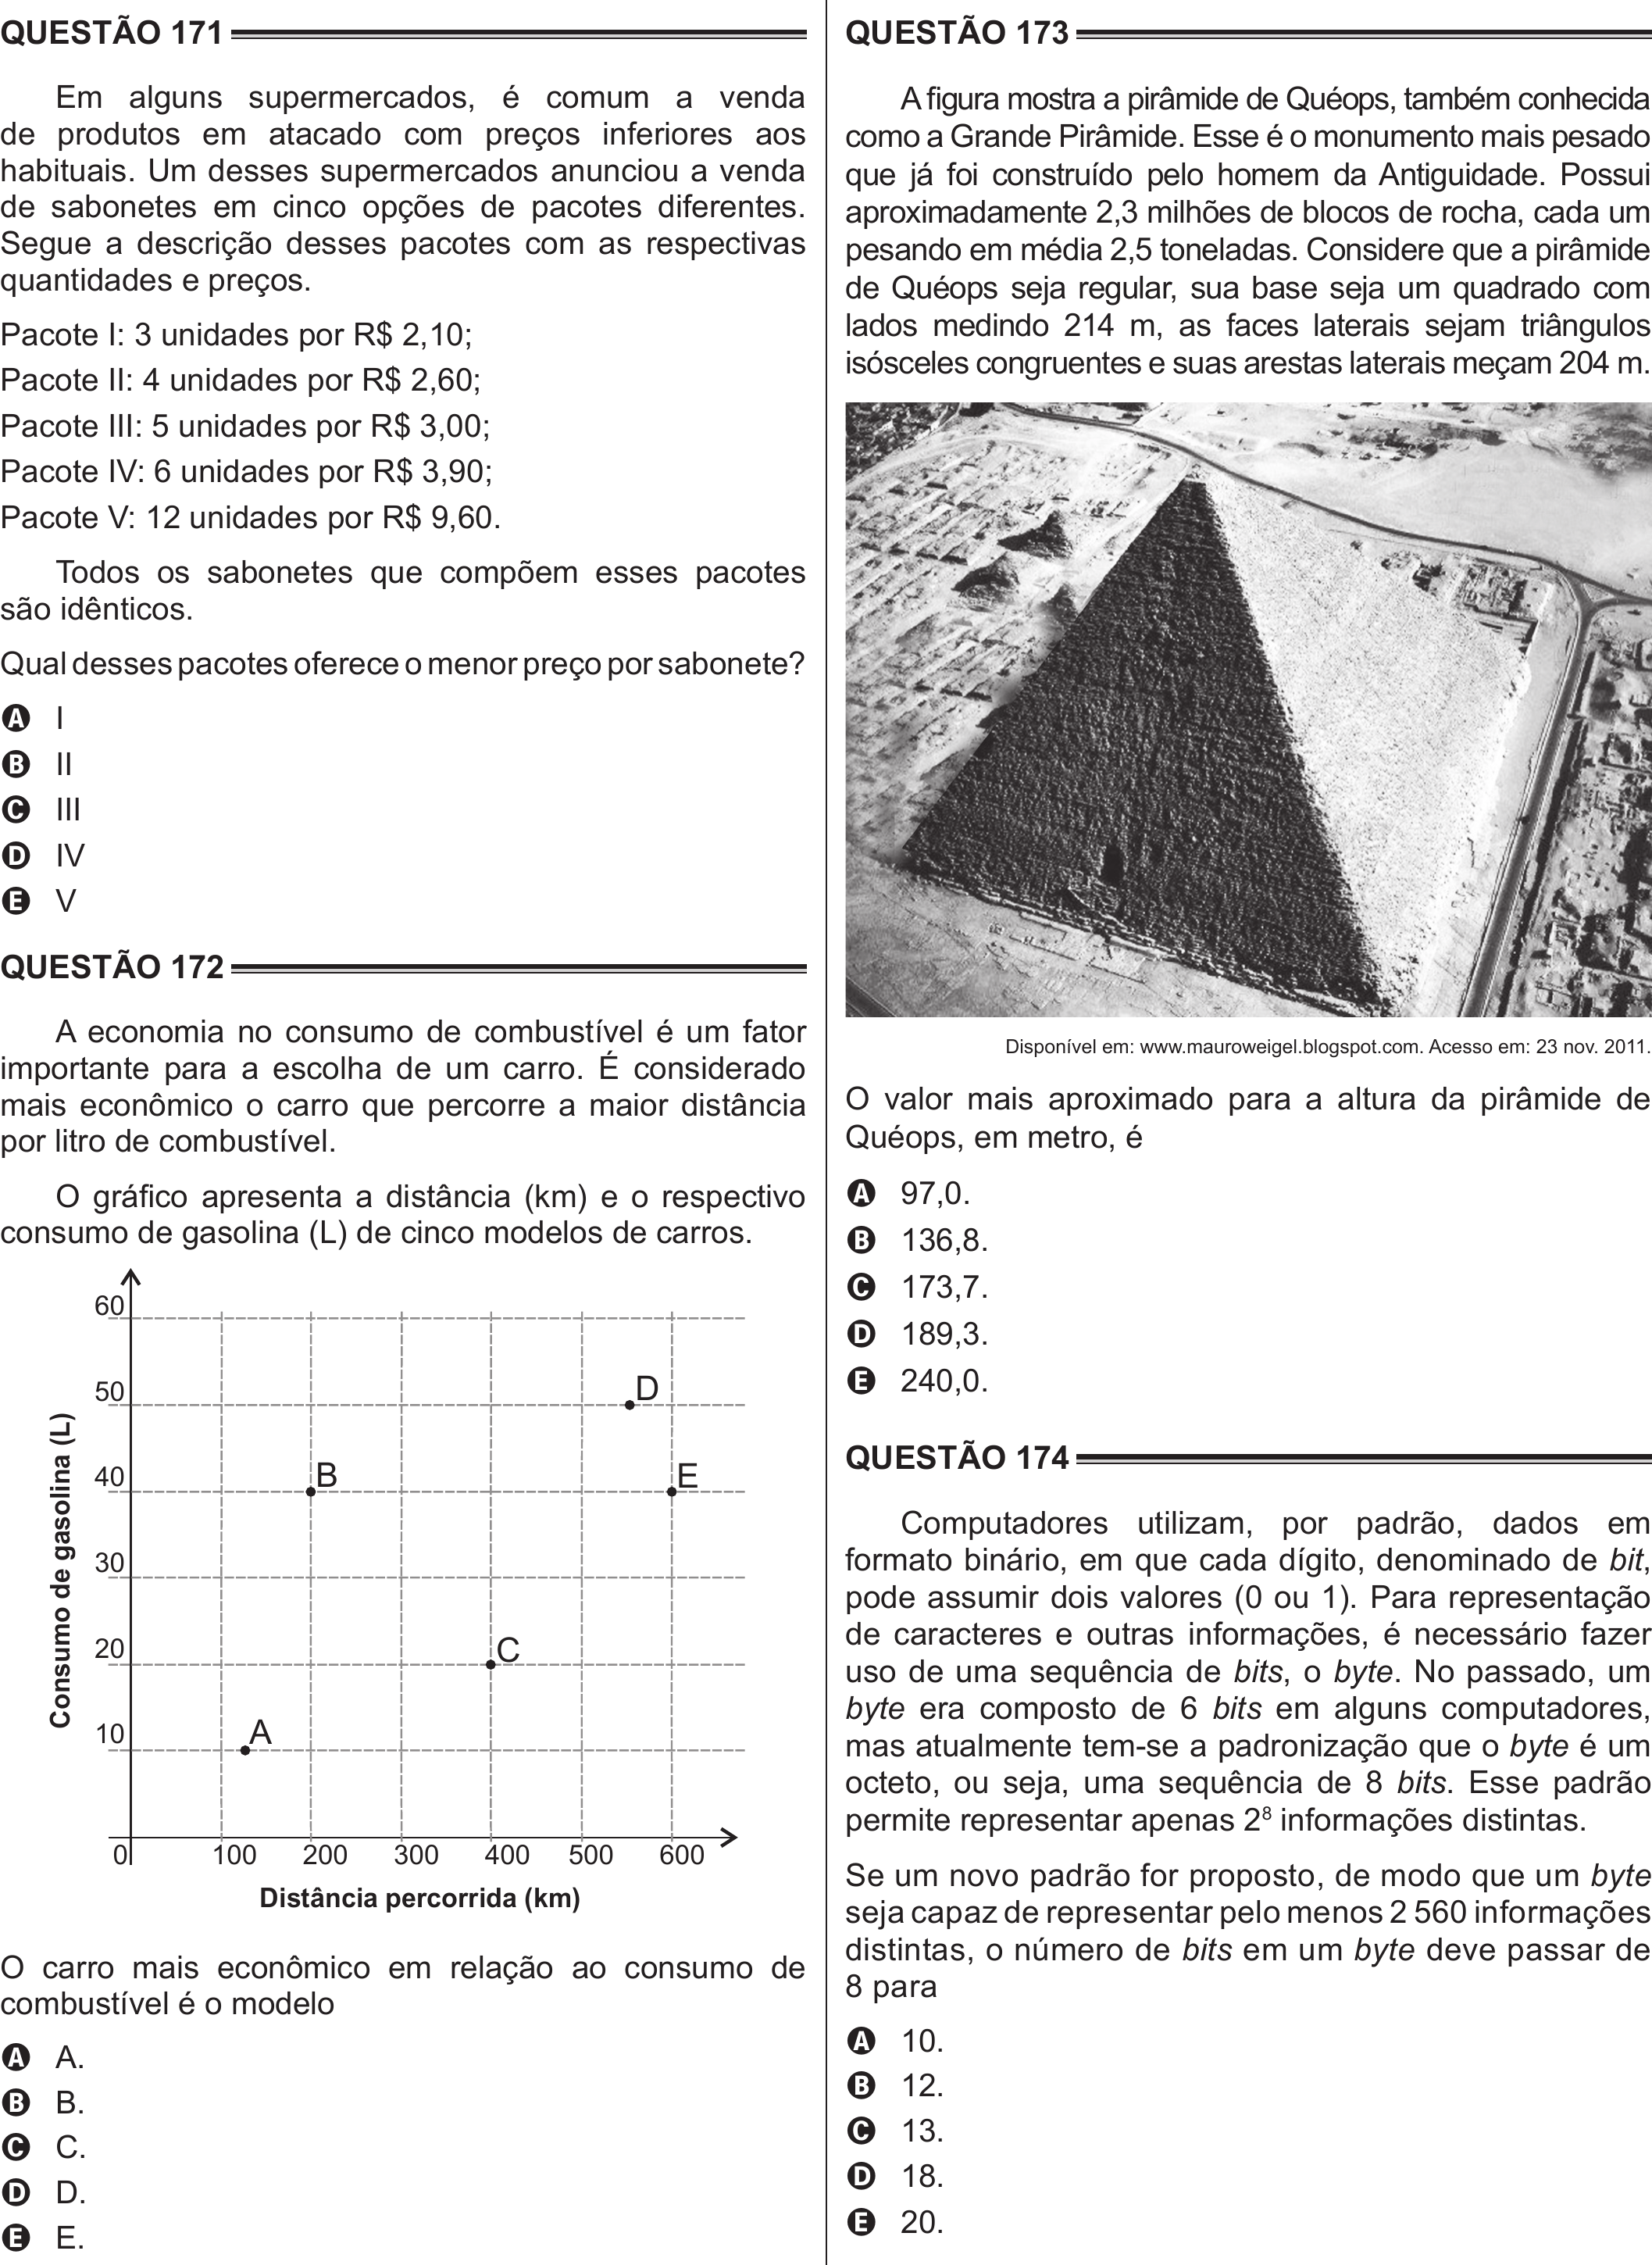 QUESTÃO 171
Em alguns supermercados, é comum a venda
de produtos em atacado com preços inferiores aos
habituais. Um desses supermercados anunciou a venda
de sabonetes em cinco opções de pacotes diferentes.
Segue a descrição desses pacotes com as respectivas
quantidades e preços.
Pacote I: 3 unidades por R$ 2,10;
Pacote II: 4 unidades por R$ 2,60;
Pacote III: 5 unidades por R$ 3,00;
Pacote IV: 6 unidades por R$ 3,90;
Pacote V: 12 unidades por R$ 9,60.
Todos os sabonetes que compõem esses pacotes
são idênticos.
Qual desses pacotes oferece o menor preço por sabonete?
A I
B II
C III
D IV
E V
QUESTÃO 172
A economia no consumo de combustível é um fator
importante para a escolha de um carro. É considerado
mais econômico o carro que percorre a maior distância
por litro de combustível.
O gráfico apresenta a distância (km) e o respectivo
consumo de gasolina (L) de cinco modelos de carros.
Consumo de gasolina (L)
60
50
D
40
B
E
30
20
C
10
A
0
100
200
300
400
500
600
Distância percorrida (km)
O carro mais econômico em relação ao consumo de
combustível é o modelo
A A.
B B.
C C.
D D.
E E.
QUESTÃO 173
A figura mostra a pirâmide de Quéops, também conhecida
como a Grande Pirâmide. Esse é o monumento mais pesado
que já foi construído pelo homem da Antiguidade. Possui
aproximadamente 2,3 milhões de blocos de rocha, cada um
pesando em média 2,5 toneladas. Considere que a pirâmide
de Quéops seja regular, sua base seja um quadrado com
lados medindo 214 m, as faces laterais sejam triângulos
isósceles congruentes e suas arestas laterais meçam 204 m.
Disponível em: www.mauroweigel.blogspot.com. Acesso em: 23 nov. 2011.
O valor mais aproximado para a altura da pirâmide de
Quéops, em metro, é
A 97,0.
B 136,8.
C 173,7.
D 189,3.
E 240,0.
QUESTÃO 174
Computadores utilizam, por padrão, dados em
formato binário, em que cada dígito, denominado de bit,
pode assumir dois valores (0 ou 1). Para representação
de caracteres e outras informações, é necessário fazer
uso de uma sequência de bits, o byte. No passado, um
byte era composto de 6 bits em alguns computadores,
mas atualmente tem-se a padronização que o byte é um
octeto, ou seja, uma sequência de 8 bits. Esse padrão
permite representar apenas 2⁸ informações distintas.
Se um novo padrão for proposto, de modo que um byte
seja capaz de representar pelo menos 2 560 informações
distintas, o número de bits em um byte deve passar de
8 para
A 10.
B 12.
C 13.
D 18.
E 20.